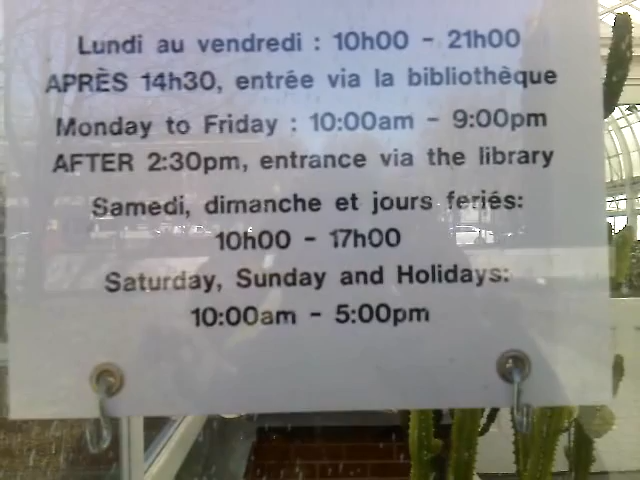 Lundi au vendredi : 10h00 - 21h00
APRÈS 14h30, entrée via la bibliothèque
Monday to Friday : 10:00am - 9:00pm
AFTER 2:30pm, entrance via the library
Samedi, dimanche et jours feriés:
10h00 - 17h00
Saturday, Sunday and Holidays:
10:00am - 5:00pm